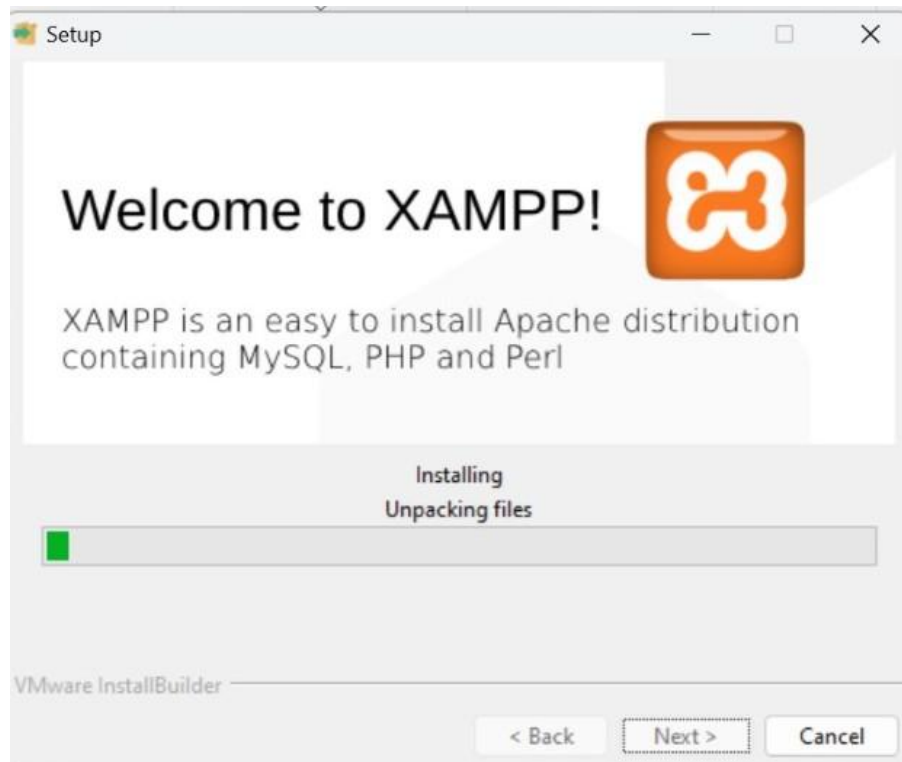 Setup
Welcome to XAMPP!
XAMPP is an easy to install Apache distribution
containing MySQL, PHP and Perl
Installing
Unpacking files
VMware InstallBuilder
< Back Next > Cancel